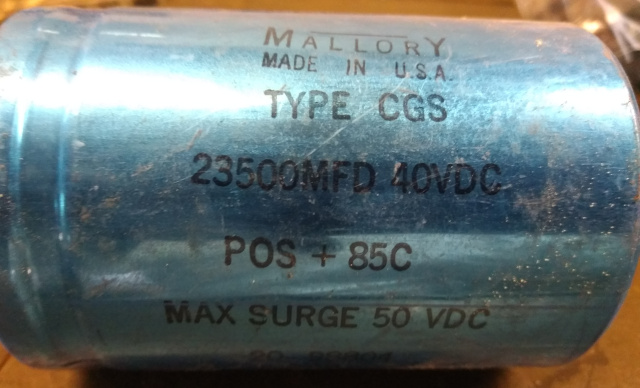 MALLORY
MADE IN U.S.A.
TYPE CGS
23500MFD 40VDC
POS + 85C
MAX SURGE 50 VDC